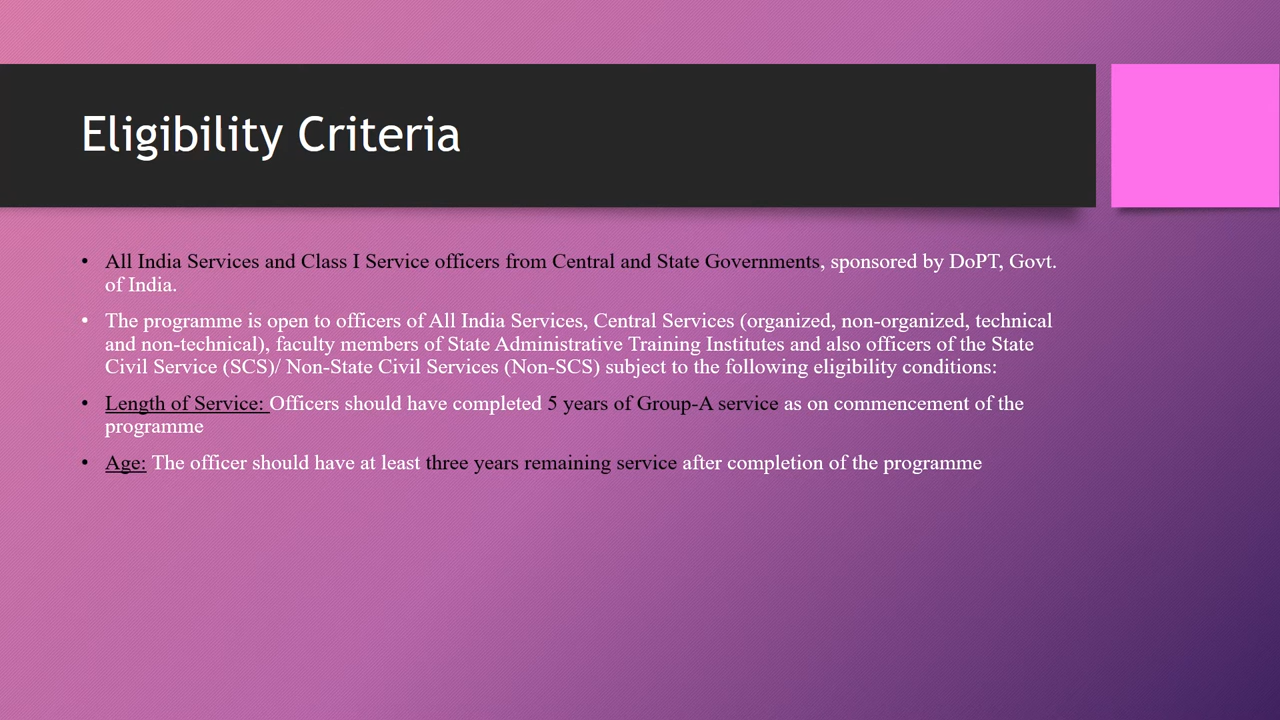 Eligibility Criteria
• All India Services and Class I Service officers from Central and State Governments, sponsored by DoPT, Govt.
of India.
• The programme is open to officers of All India Services, Central Services (organized, non-organized, technical
and non-technical), faculty members of State Administrative Training Institutes and also officers of the State
Civil Service (SCS)/ Non-State Civil Services (Non-SCS) subject to the following eligibility conditions:
• Length of Service: Officers should have completed 5 years of Group-A service as on commencement of the
programme
• Age: The officer should have at least three years remaining service after completion of the programme